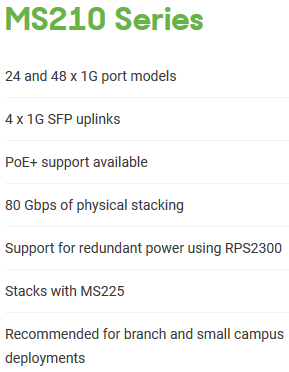 MS210 Series
24 and 48 x 1G port models
4 x 1G SFP uplinks
PoE+ support available
80 Gbps of physical stacking
Support for redundant power using RPS2300
Stacks with MS225
Recommended for branch and small campus
deployments